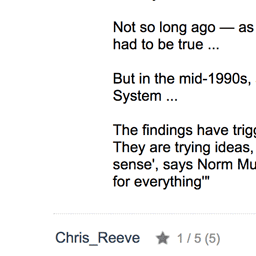 Not so long ago — as
had to be true ...
But in the mid-1990s,
System ...
The findings have trig
They are trying ideas,
sense', says Norm Mu
for everything'"
Chris_Reeve ★ 1 / 5 (5)